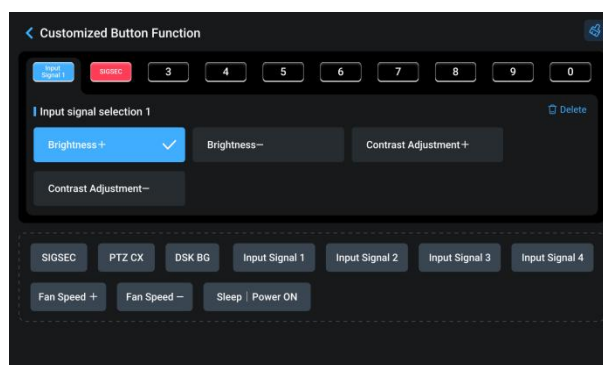 Customized Button Function
Input Signal 1 SIGSEC 3 4 5 6 7 8 9 0
Input signal selection 1 Delete
Brightness+ Brightness− Contrast Adjustment+
Contrast Adjustment−
SIGSEC PTZ CX DSK BG Input Signal 1 Input Signal 2 Input Signal 3 Input Signal 4
Fan Speed + Fan Speed − Sleep | Power ON